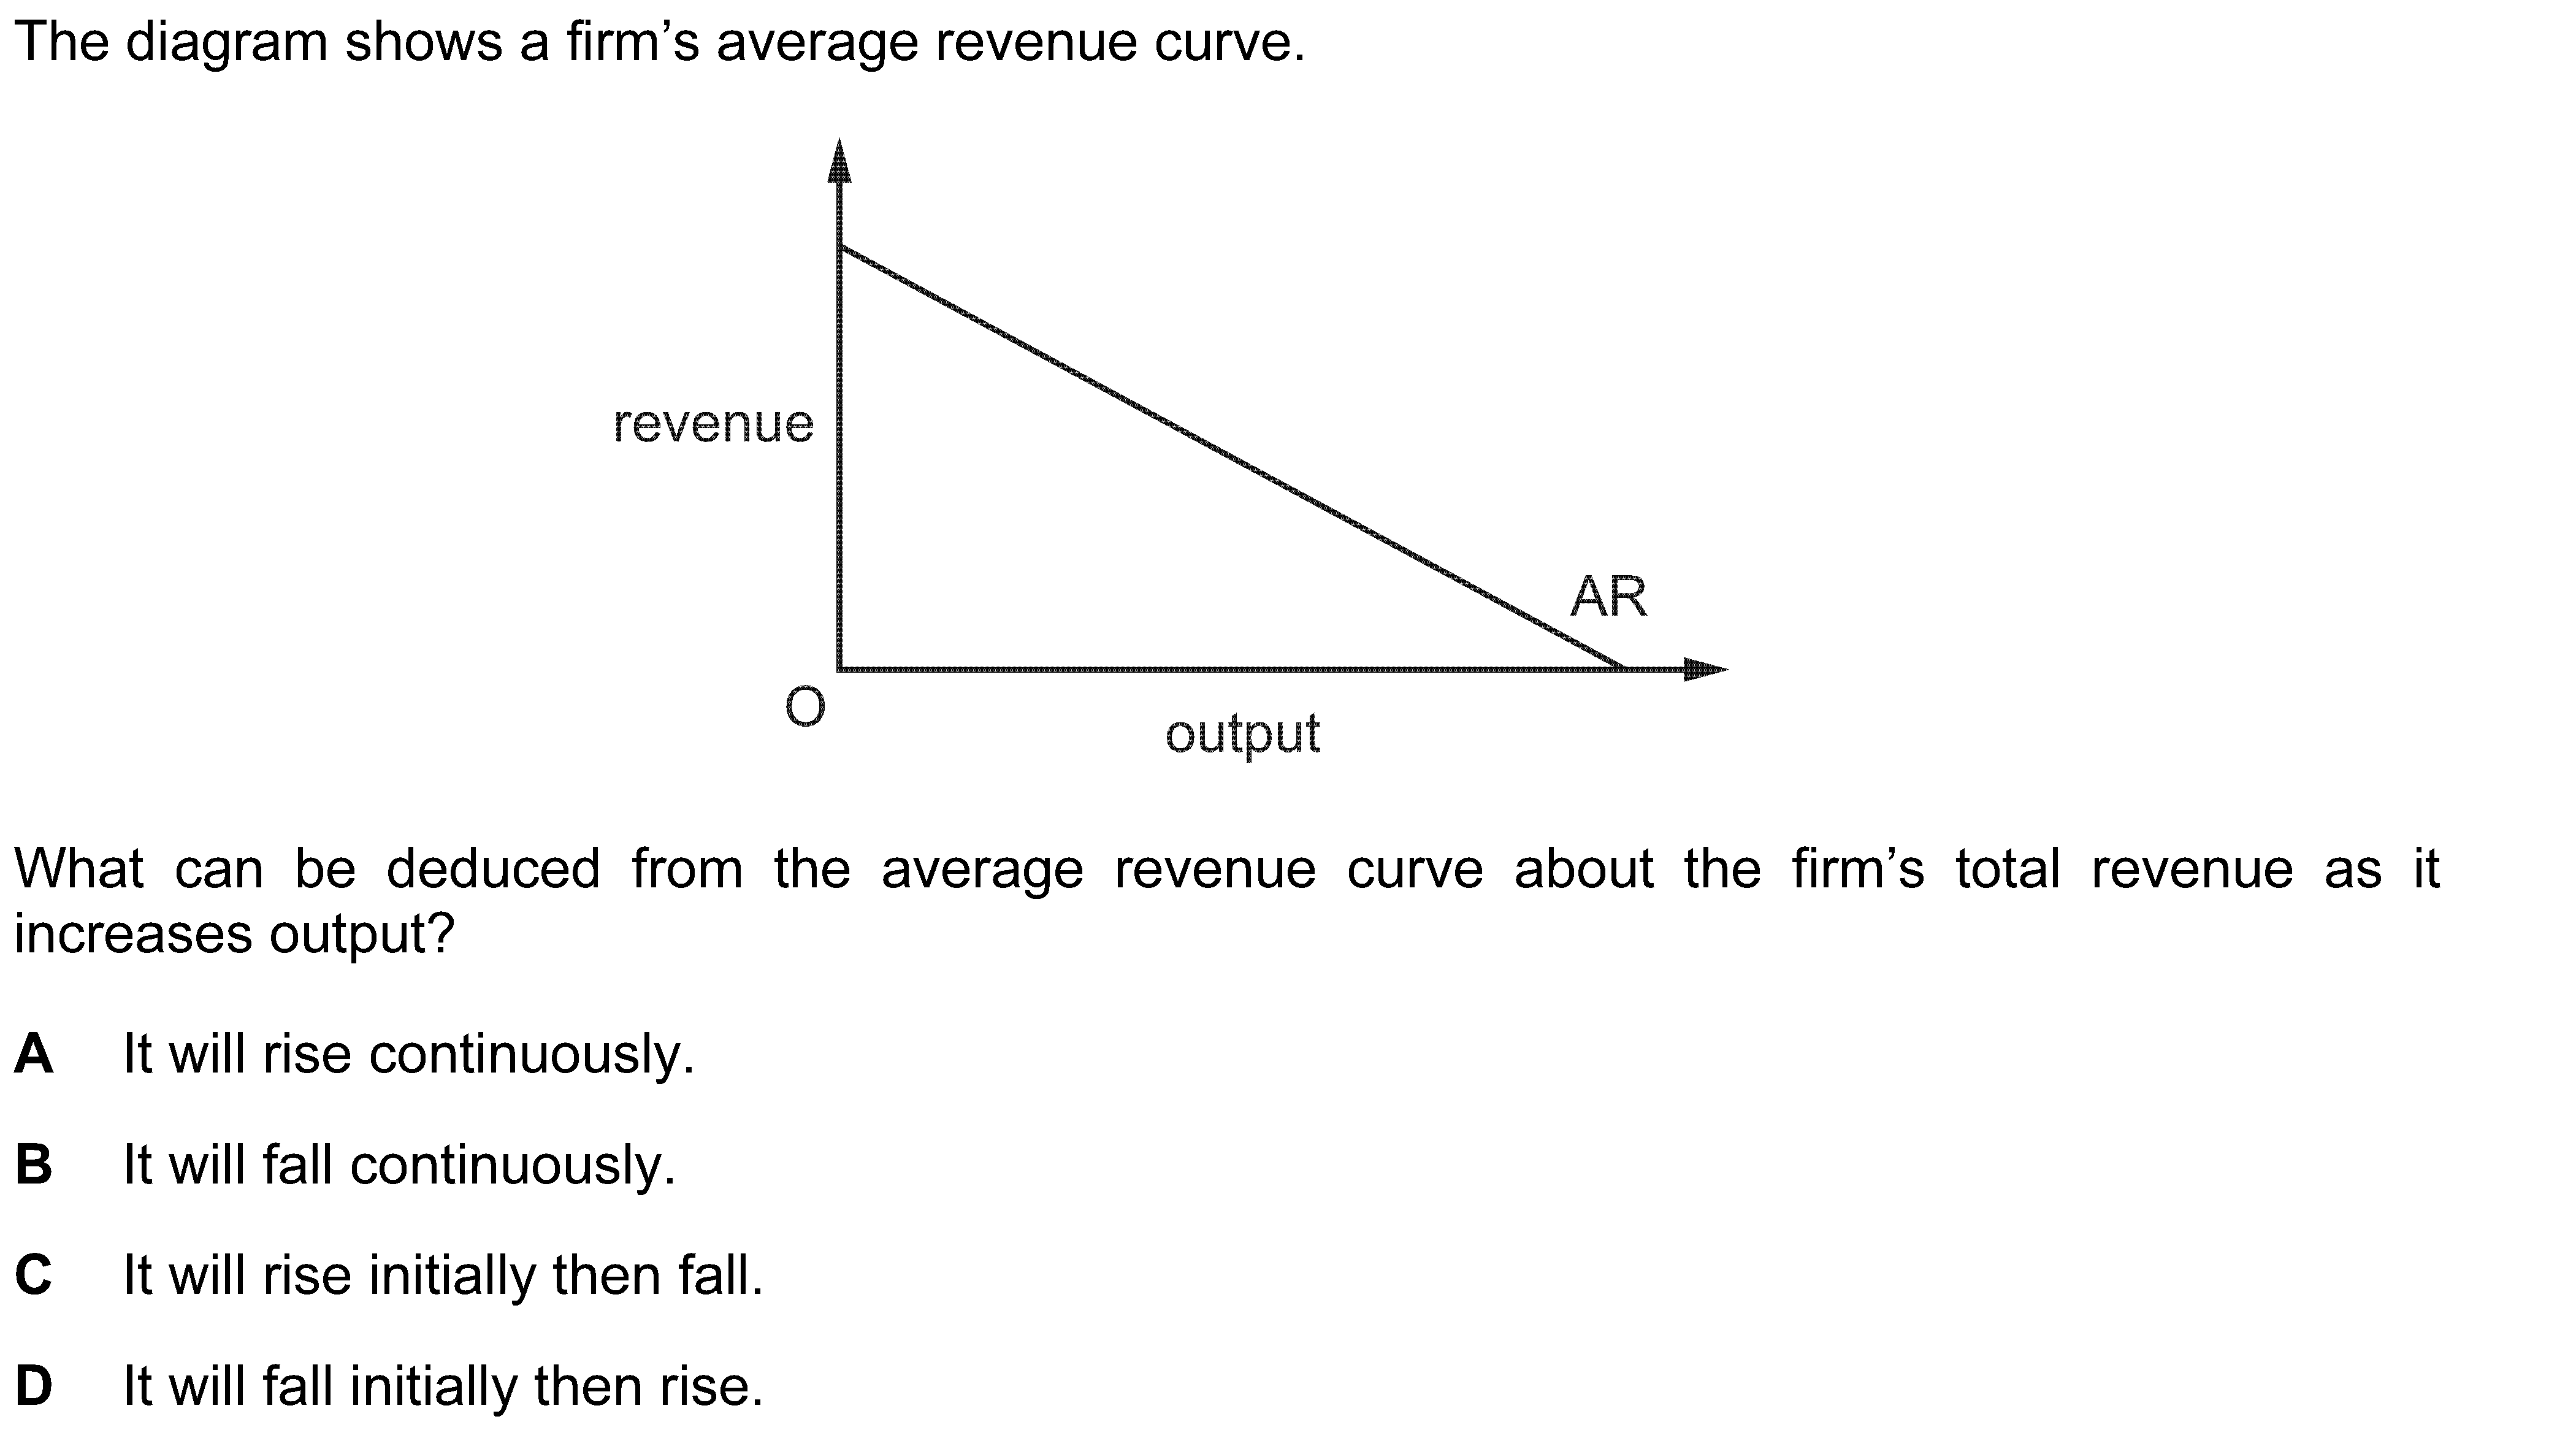 The diagram shows a firm’s average revenue curve.
revenue
AR
O
output
What can be deduced from the average revenue curve about the firm’s total revenue as it
increases output?
A It will rise continuously.
B It will fall continuously.
C It will rise initially then fall.
D It will fall initially then rise.